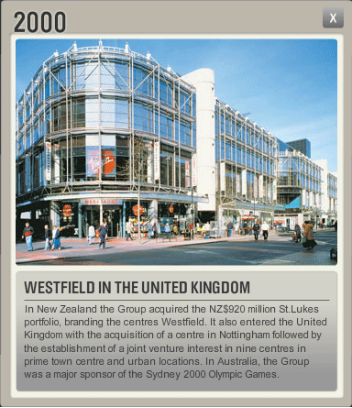 2000
X
WESTFIELD IN THE UNITED KINGDOM
In New Zealand the Group acquired the NZ$920 million St.Lukes
portfolio, branding the centres Westfield. It also entered the United
Kingdom with the acquisition of a centre in Nottingham followed by
the establishment of a joint venture interest in nine centres in
prime town centre and urban locations. In Australia, the Group
was a major sponsor of the Sydney 2000 Olympic Games.